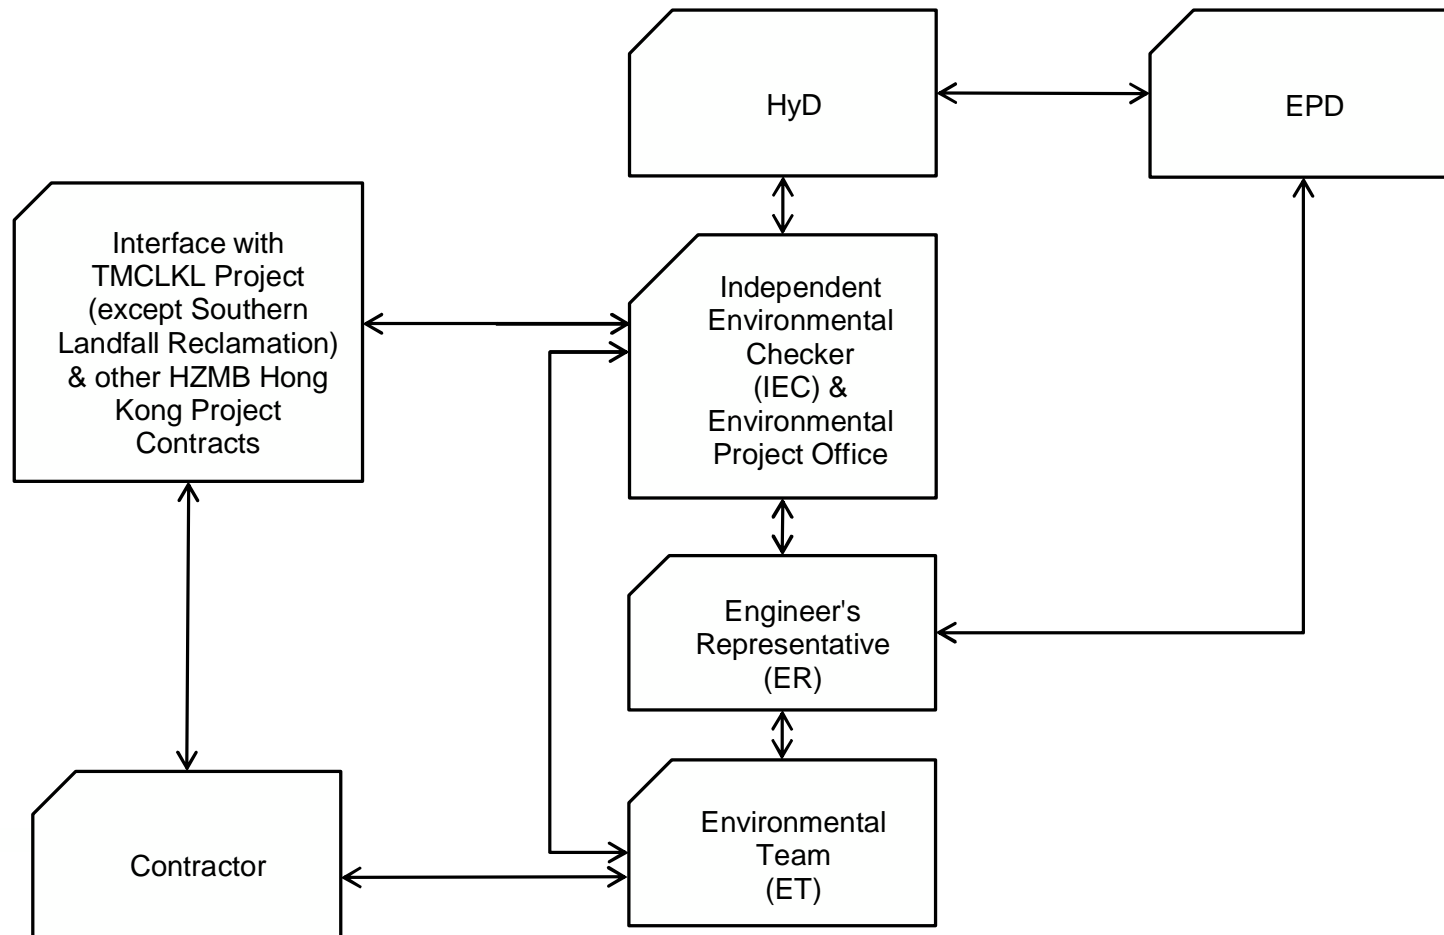 HyD
EPD
Interface with
TMCLKL Project
(except Southern
Landfall Reclamation)
& other HZMB Hong
Kong Project
Contracts
Independent
Environmental
Checker
(IEC) &
Environmental
Project Office
Engineer's
Representative
(ER)
Environmental
Team
(ET)
Contractor